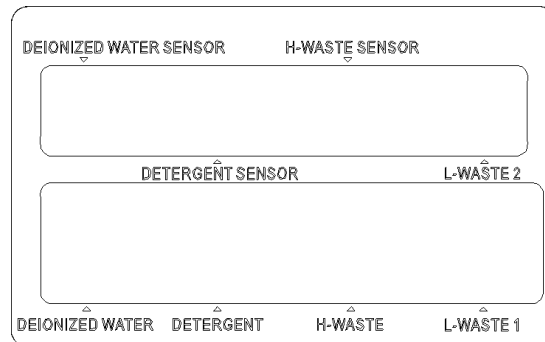 DEIONIZED WATER SENSOR H-WASTE SENSOR
DETERGENT SENSOR L-WASTE 2
DEIONIZED WATER DETERGENT H-WASTE L-WASTE 1